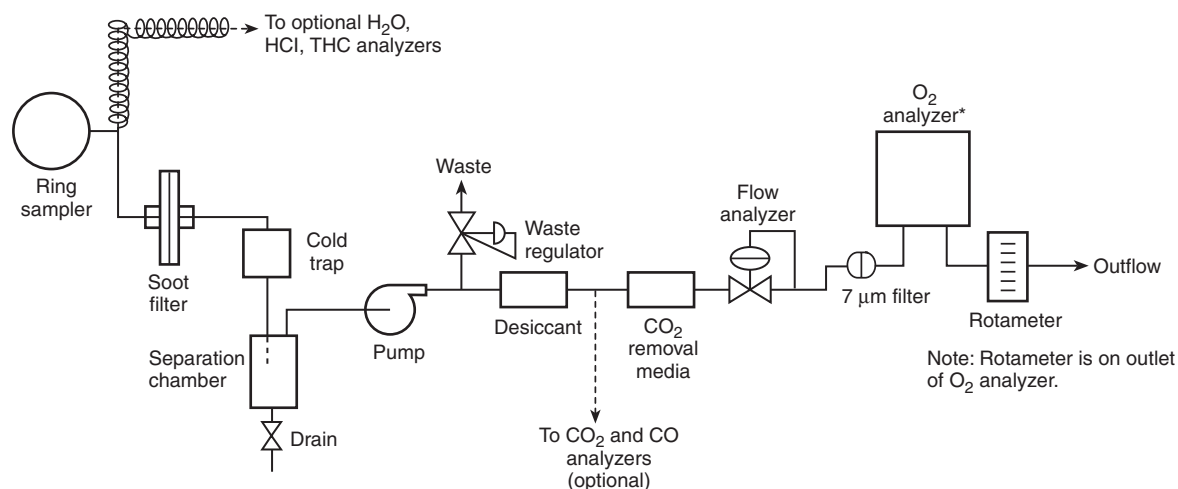 To optional H₂O,
HCl, THC analyzers
Ring
sampler
Soot
filter
Cold
trap
Separation
chamber
Drain
Pump
Waste
Waste
regulator
Desiccant
To CO₂ and CO
analyzers
(optional)
CO₂
removal
media
Flow
analyzer
7 μm filter
O₂
analyzer*
Rotameter
Outflow
Note: Rotameter is on outlet
of O₂ analyzer.